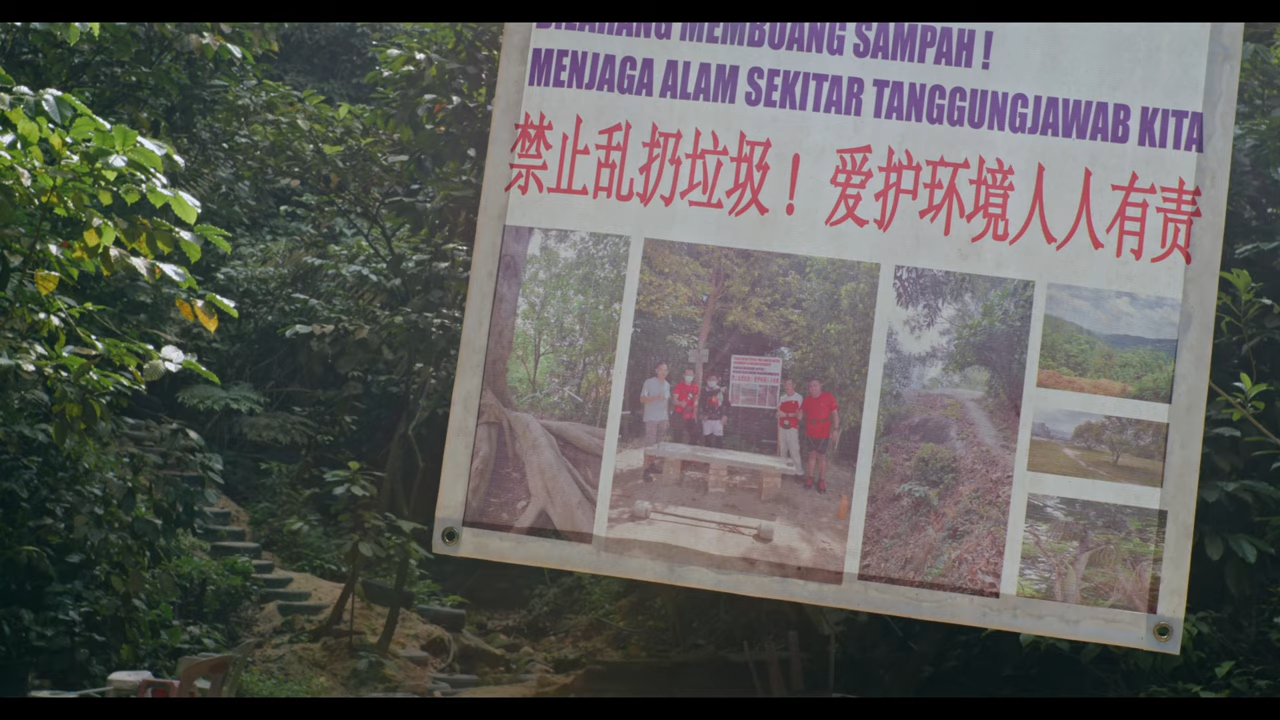 DILARANG MEMBUANG SAMPAH !
MENJAGA ALAM SEKITAR TANGGUNGJAWAB KITA
禁止乱扔垃圾！ 爱护环境人人有责